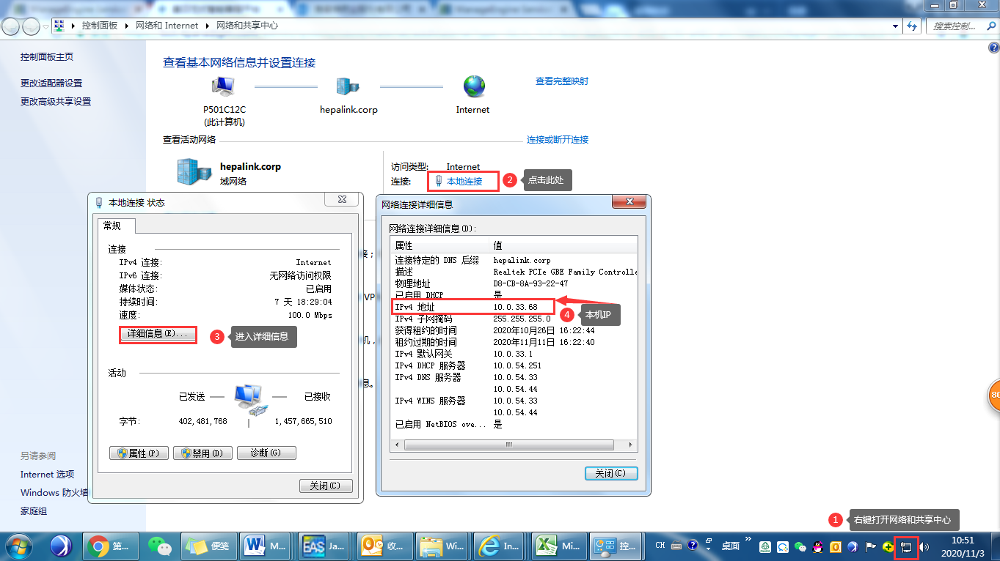 控制面板 网络和 Internet 网络和共享中心
搜索控制...
控制面板主页
更改适配器设置
更改高级共享设置
查看基本网络信息并设置连接
P501C12C
(此计算机)
hepalink.corp
Internet
查看完整映射
查看活动网络
连接或断开连接
hepalink.corp
域网络
访问类型: Internet
连接: 本地连接
2 点击此处
本地连接 状态
常规
连接
IPv4 连接: Internet
IPv6 连接: 无网络访问权限
媒体状态: 已启用
持续时间: 7 天 18:29:04
速度: 100.0 Mbps
详细信息(E)...
3 进入详细信息
活动
已发送 已接收
字节: 402,481,768 1,457,665,510
属性(P) 禁用(D) 诊断(G)
关闭(C)
网络连接详细信息
网络连接详细信息(D):
属性 值
连接特定的 DNS 后缀 hepalink.corp
描述 Realtek PCIe GBE Family Controlle
物理地址 D8-CB-8A-93-22-47
已启用 DHCP 是
IPv4 地址 10.0.33.68
4 本机IP
IPv4 子网掩码 255.255.255.0
获得租约的时间 2020年10月26日 16:22:44
租约过期的时间 2020年11月11日 16:22:40
IPv4 默认网关 10.0.33.1
IPv4 DHCP 服务器 10.0.54.251
IPv4 DNS 服务器 10.0.54.33
10.0.54.44
IPv4 WINS 服务器 10.0.54.33
10.0.54.44
已启用 NetBIOS ove... 是
关闭(C)
接；
VP
机，
息。
另请参阅
Internet 选项
Windows 防火墙
家庭组
1 右键打开网络和共享中心
第... 便笺 M... EAS Ja... 收... Wi... In... Mi... 控...
CH 桌面
10:51
2020/11/3